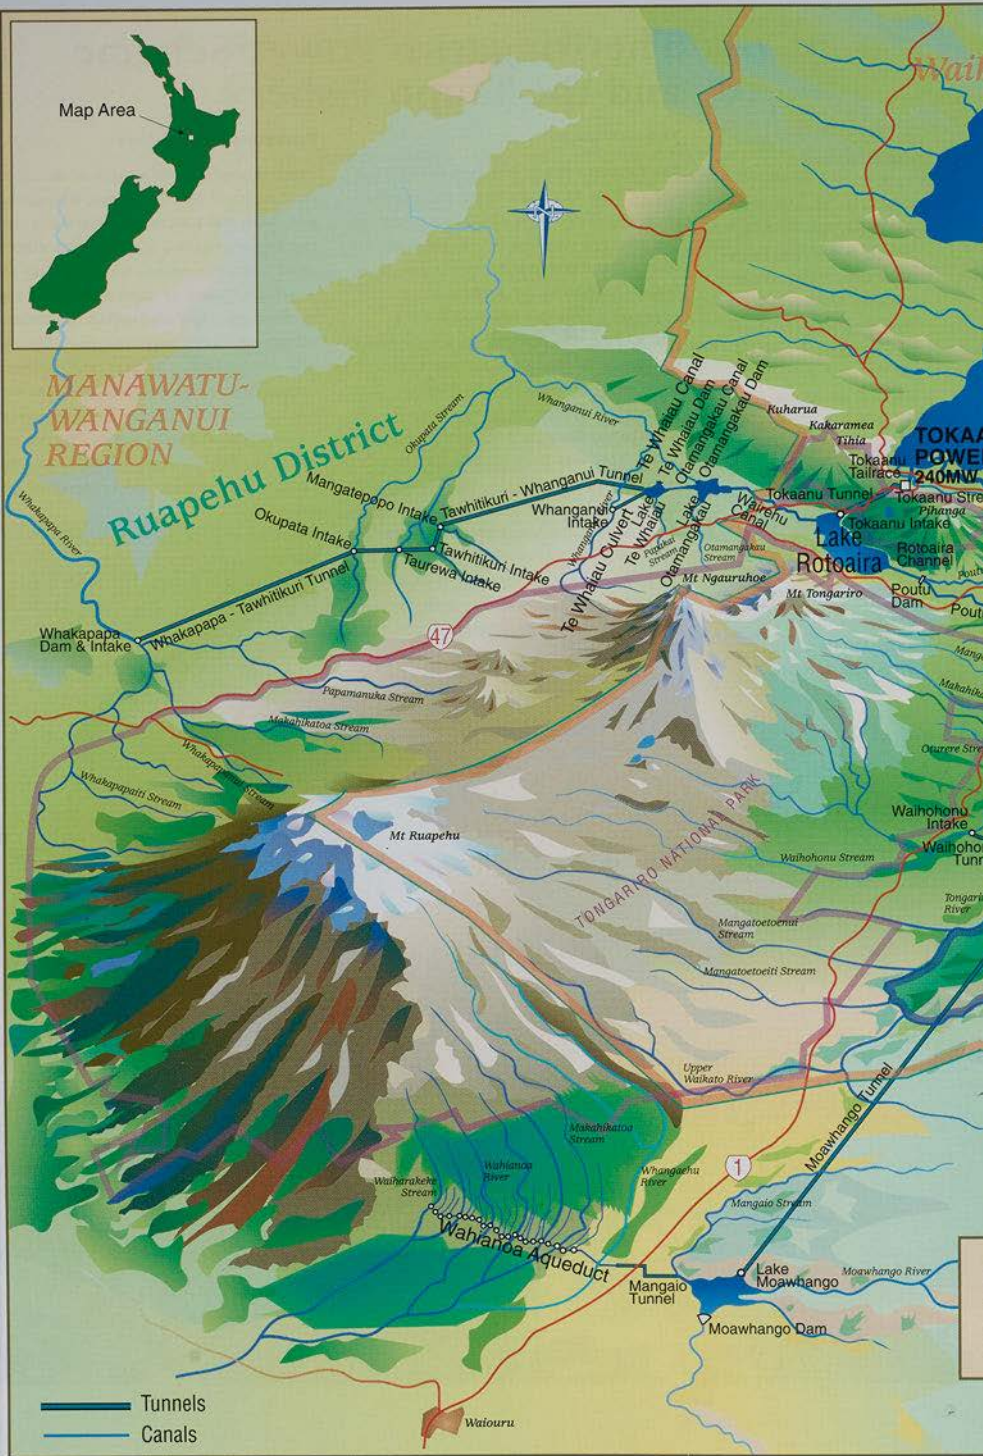 Map Area
MANAWATU-
WANGANUI
REGION
Ruapehu District
Whakapapa River
Okupata Stream
Whanganui River
Te Whaiau Canal
Te Whaiau Dam
Otamangakau Canal
Otamangakau Dam
Kuharua
Kakaramea
Tihia
Tokaanu
Tailrace
240MW
Tokaanu Tunnel
Pihanga
Tokaanu Intake
Lake
Rotoaira
Rotoaira
Channel
Poutu
Dam
Wairehu
Canal
Mangatepopo Intake
Tawhitikuri - Whanganui Tunnel
Whanganui
Intake
Whanganui River
Te Whaiau Culvert
Lake
Te Whaiau
Lake
Otamangakau
Papakai
Stream
Otamangakau
Stream
Okupata Intake
Tawhitikuri Intake
Taurewa Intake
Whakapapa - Tawhitikuri Tunnel
Whakapapa
Dam & Intake
47
Mt Ngauruhoe
Mt Tongariro
Papamanuka Stream
Makahikatoa Stream
Whakapapaiti Stream
Mt Ruapehu
TONGARIRO NATIONAL PARK
Waihohonu
Intake
Waihohonu Stream
Mangatoetoenui
Stream
Mangatoetoeiti Stream
Upper
Waikato River
Moawhango Tunnel
Makahikatoa
Stream
Wahianoa
River
Waiharakeke
Stream
Whangaehu
River
1
Mangaio Stream
Wahianoa Aqueduct
Mangaio
Tunnel
Lake
Moawhango
Moawhango River
Moawhango Dam
Waiouru
Tunnels
Canals